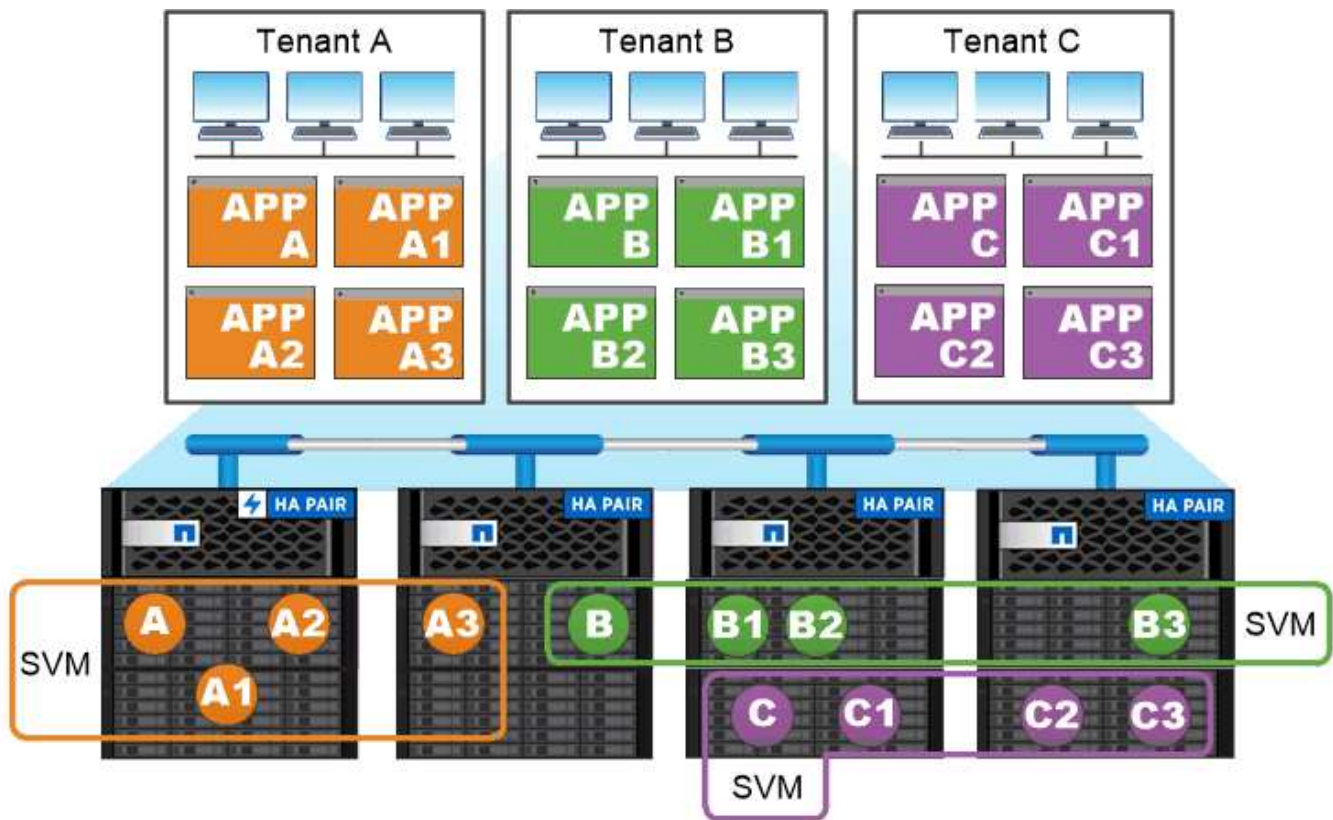 Tenant A
Tenant B
Tenant C
APP
A
APP
A1
APP
B
APP
B1
APP
C
APP
C1
APP
A2
APP
A3
APP
B2
APP
B3
APP
C2
APP
C3
HA PAIR
HA PAIR
HA PAIR
HA PAIR
SVM
A
A2
A1
A3
B
B1
B2
B3
SVM
C
C1
C2
C3
SVM